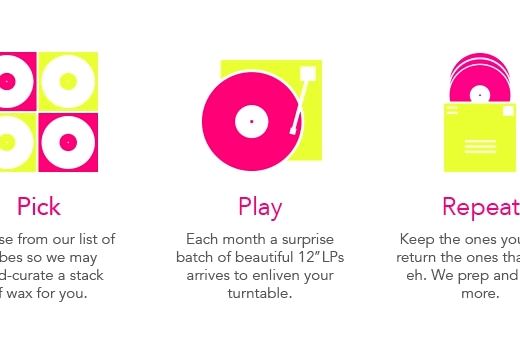 Pick
se from our list of
bes so we may
d-curate a stack
f wax for you.
Play
Each month a surprise
batch of beautiful 12” LPs
arrives to enliven your
turntable.
Repeat
Keep the ones you
return the ones tha
eh. We prep and
more.